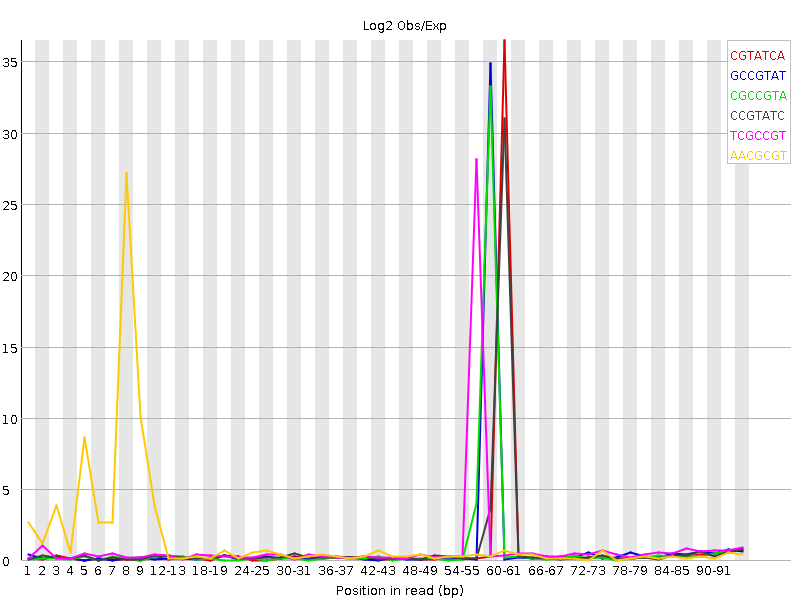 Log2 Obs/Exp
35
30
25
20
15
10
5
0
CGTATCA
GCCGTAT
CGCCGTA
CCGTATC
TCGCCGT
AACGCGT
1 2 3 4 5 6 7 8 9 12-13 18-19 24-25 30-31 36-37 42-43 48-49 54-55 60-61 66-67 72-73 78-79 84-85 90-91
Position in read (bp)